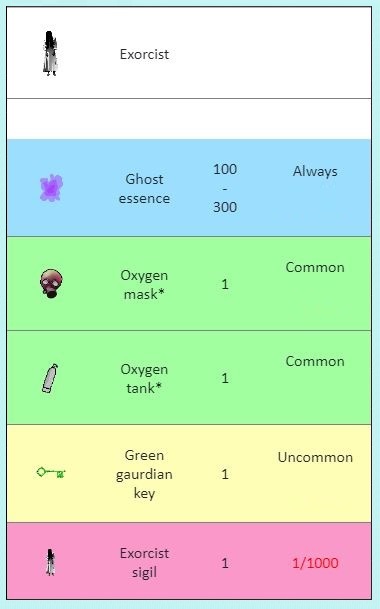 Exorcist
Ghost
essence
100
-
300
Always
Oxygen
mask*
1
Common
Oxygen
tank*
1
Common
Green
gaurdian
key
1
Uncommon
Exorcist
sigil
1
1/1000